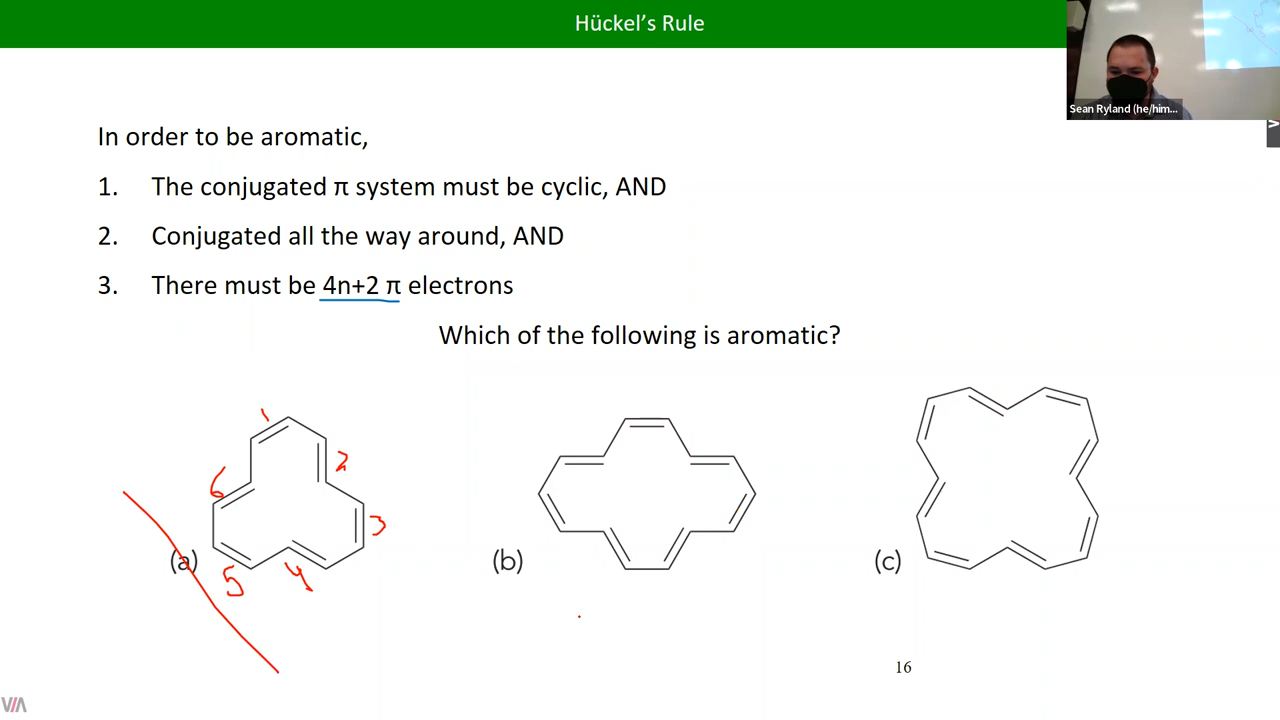 Hückel's Rule
Sean Ryland (he/him...
In order to be aromatic,
1. The conjugated π system must be cyclic, AND
2. Conjugated all the way around, AND
3. There must be 4n+2 π electrons
Which of the following is aromatic?
1
2
6
3
(a)
5
4
(b)
(c)
16
VIA